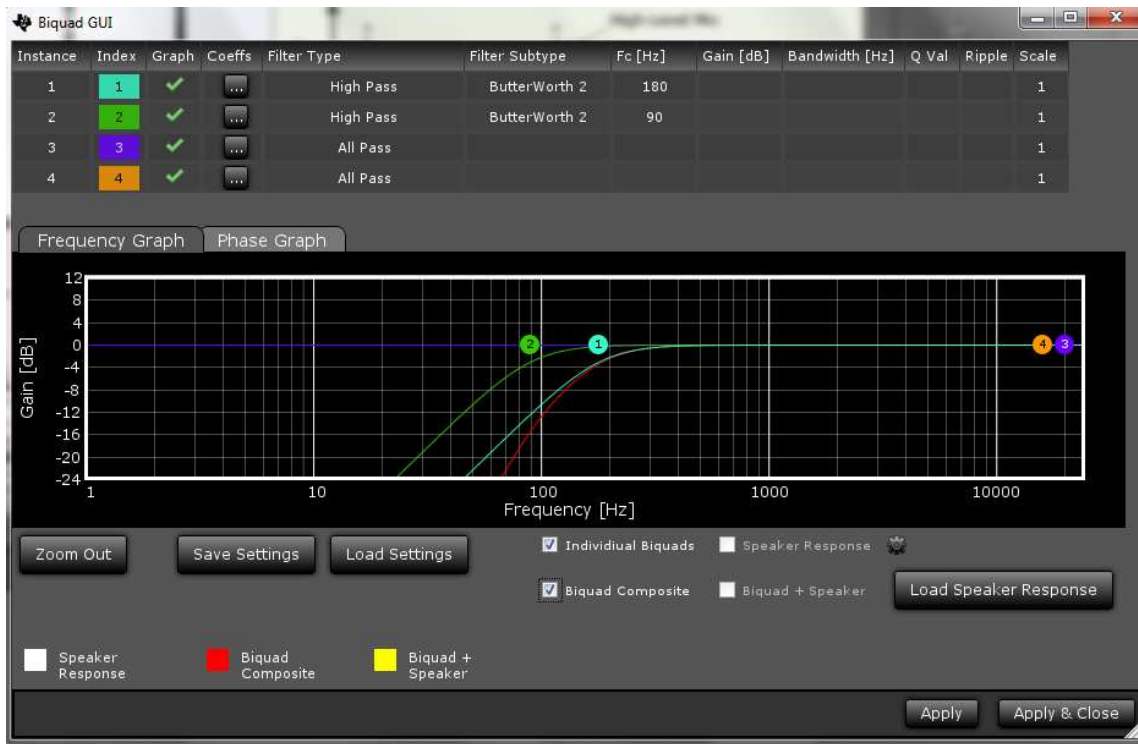 High-Level Mic
Biquad GUI
Instance Index Graph Coeffs Filter Type Filter Subtype Fc [Hz] Gain [dB] Bandwidth [Hz] Q Val Ripple Scale
1 1 ... High Pass ButterWorth 2 180 1
2 2 ... High Pass ButterWorth 2 90 1
3 3 ... All Pass 1
4 4 ... All Pass 1
Frequency Graph Phase Graph
12
8
4
0
-4
-8
-12
-16
-20
-24
Gain [dB]
2 1 4 3
1 10 100 1000 10000
Frequency [Hz]
Zoom Out Save Settings Load Settings
Individiual Biquads Speaker Response
Biquad Composite Biquad + Speaker
Load Speaker Response
Speaker Response
Biquad Composite
Biquad + Speaker
Apply Apply & Close